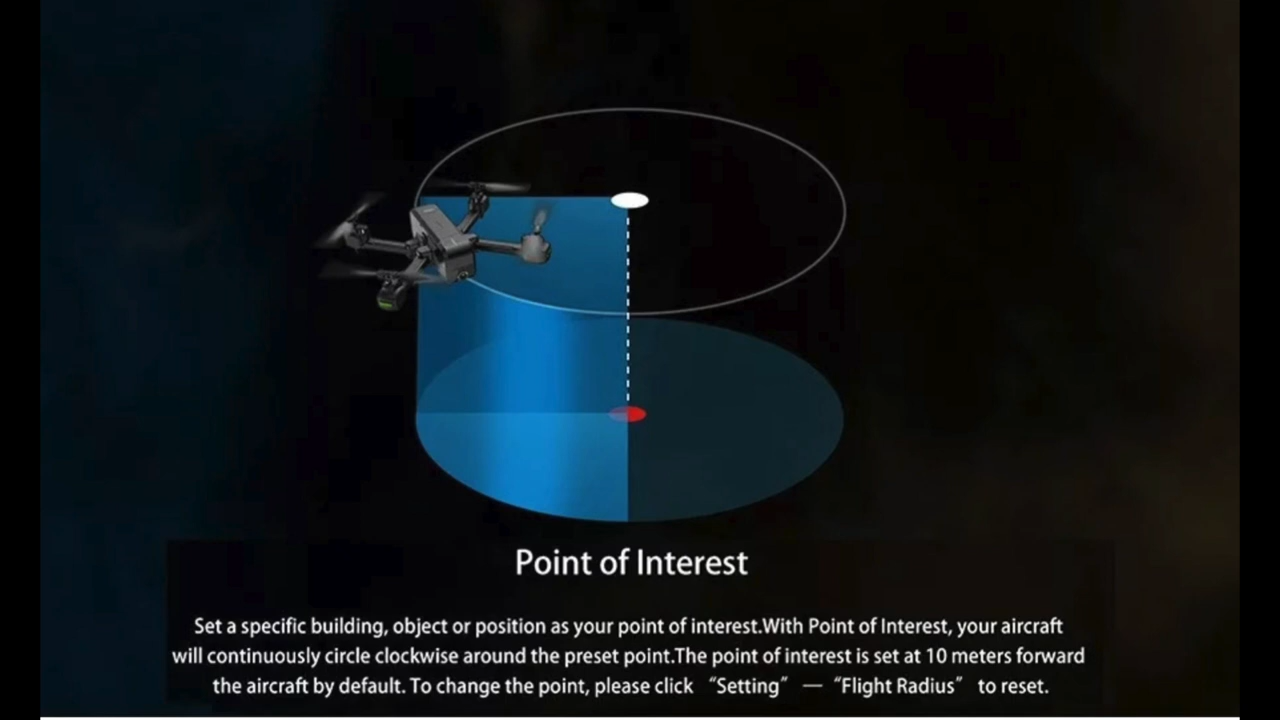 Point of Interest
Set a specific building, object or position as your point of interest.With Point of Interest, your aircraft
will continuously circle clockwise around the preset point.The point of interest is set at 10 meters forward
the aircraft by default. To change the point, please click “Setting” — “Flight Radius” to reset.